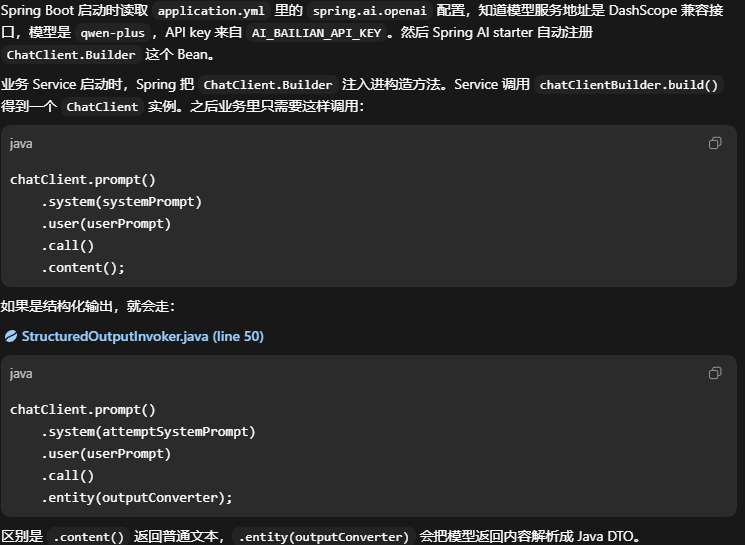 Spring Boot 启动时读取 application.yml 里的 spring.ai.openai 配置，知道模型服务地址是 DashScope 兼容接
口，模型是 qwen-plus，API key 来自 AI_BAILIAN_API_KEY。然后 Spring AI starter 自动注册
ChatClient.Builder 这个 Bean。
业务 Service 启动时，Spring 把 ChatClient.Builder 注入进构造方法。Service 调用 chatClientBuilder.build()
得到一个 ChatClient 实例。之后业务里只需要这样调用：
java
chatClient.prompt()
    .system(systemPrompt)
    .user(userPrompt)
    .call()
    .content();
如果是结构化输出，就会走：
StructuredOutputInvoker.java (line 50)
java
chatClient.prompt()
    .system(attemptSystemPrompt)
    .user(userPrompt)
    .call()
    .entity(outputConverter);
区别是 .content() 返回普通文本，.entity(outputConverter) 会把模型返回内容解析成 Java DTO。